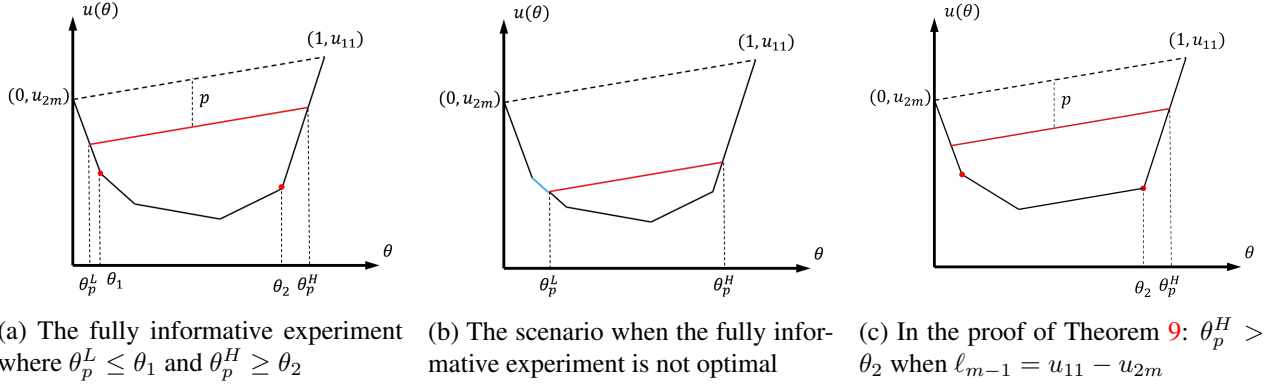 u(θ)
(1, u₁₁)
(0, u₂ₘ)
p
θ
θₚᴸ θ₁ θ₂ θₚᴴ
(a) The fully informative experiment
where θₚᴸ ≤ θ₁ and θₚᴴ ≥ θ₂
u(θ)
(1, u₁₁)
(0, u₂ₘ)
θ
θₚᴸ θₚᴴ
(b) The scenario when the fully infor-
mative experiment is not optimal
u(θ)
(1, u₁₁)
(0, u₂ₘ)
p
θ
θ₂ θₚᴴ
(c) In the proof of Theorem 9: θₚᴴ >
θ₂ when ℓₘ₋₁ = u₁₁ − u₂ₘ